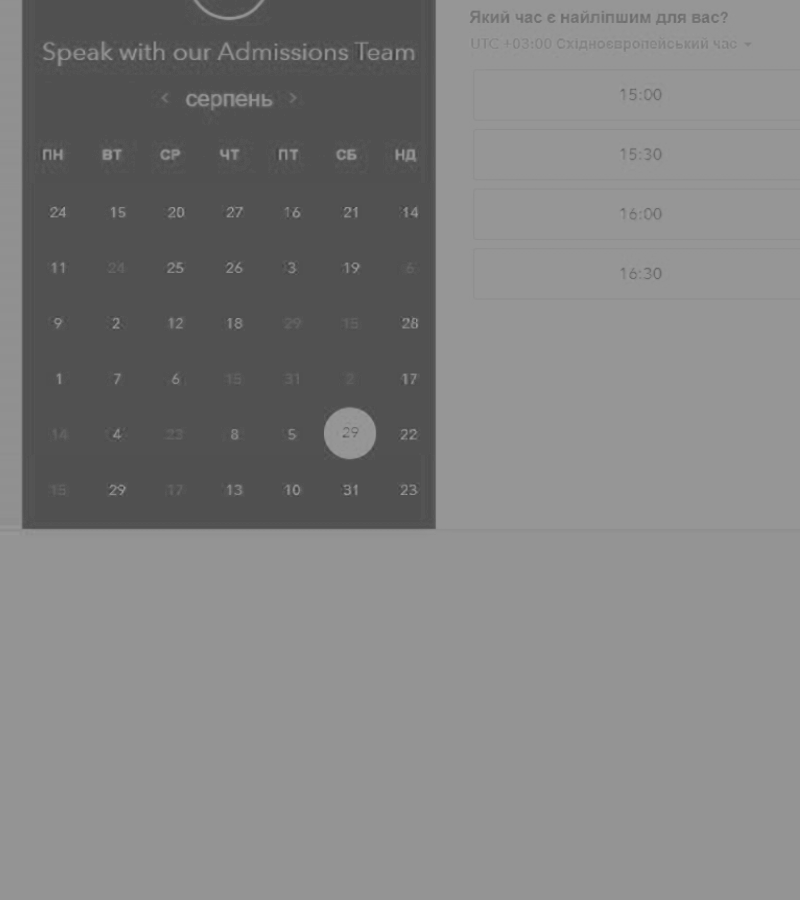 Speak with our Admissions Team
< серпень >
ПН ВТ СР ЧТ ПТ СБ НД
24 15 20 27 16 21 14
11 24 25 26 3 19 6
9 2 12 18 29 15 28
1 7 6 15 31 2 17
14 4 23 8 5 29 22
15 29 17 13 10 31 23
Який час є найліпшим для вас?
UTC +03:00 Східноєвропейський час
15:00
15:30
16:00
16:30